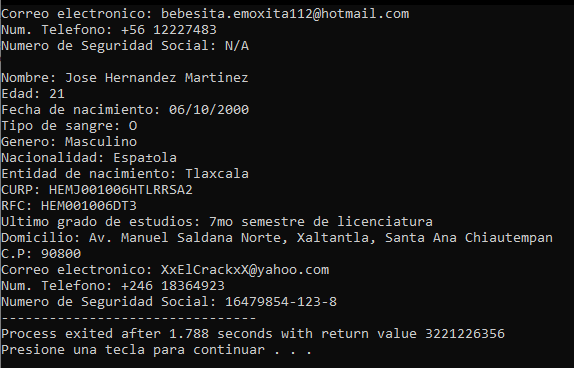 Correo electronico: bebesita.emoxita112@hotmail.com
Num. Telefono: +56 12227483
Numero de Seguridad Social: N/A
Nombre: Jose Hernandez Martinez
Edad: 21
Fecha de nacimiento: 06/10/2000
Tipo de sangre: O
Genero: Masculino
Nacionalidad: Espa±ola
Entidad de nacimiento: Tlaxcala
CURP: HEMJ001006HTLRRSA2
RFC: HEM001006DT3
Ultimo grado de estudios: 7mo semestre de licenciatura
Domicilio: Av. Manuel Saldana Norte, Xaltantla, Santa Ana Chiautempan
C.P: 90800
Correo electronico: XxElCrackxX@yahoo.com
Num. Telefono: +246 18364923
Numero de Seguridad Social: 16479854-123-8
--------------------------------
Process exited after 1.788 seconds with return value 3221226356
Presione una tecla para continuar . . .